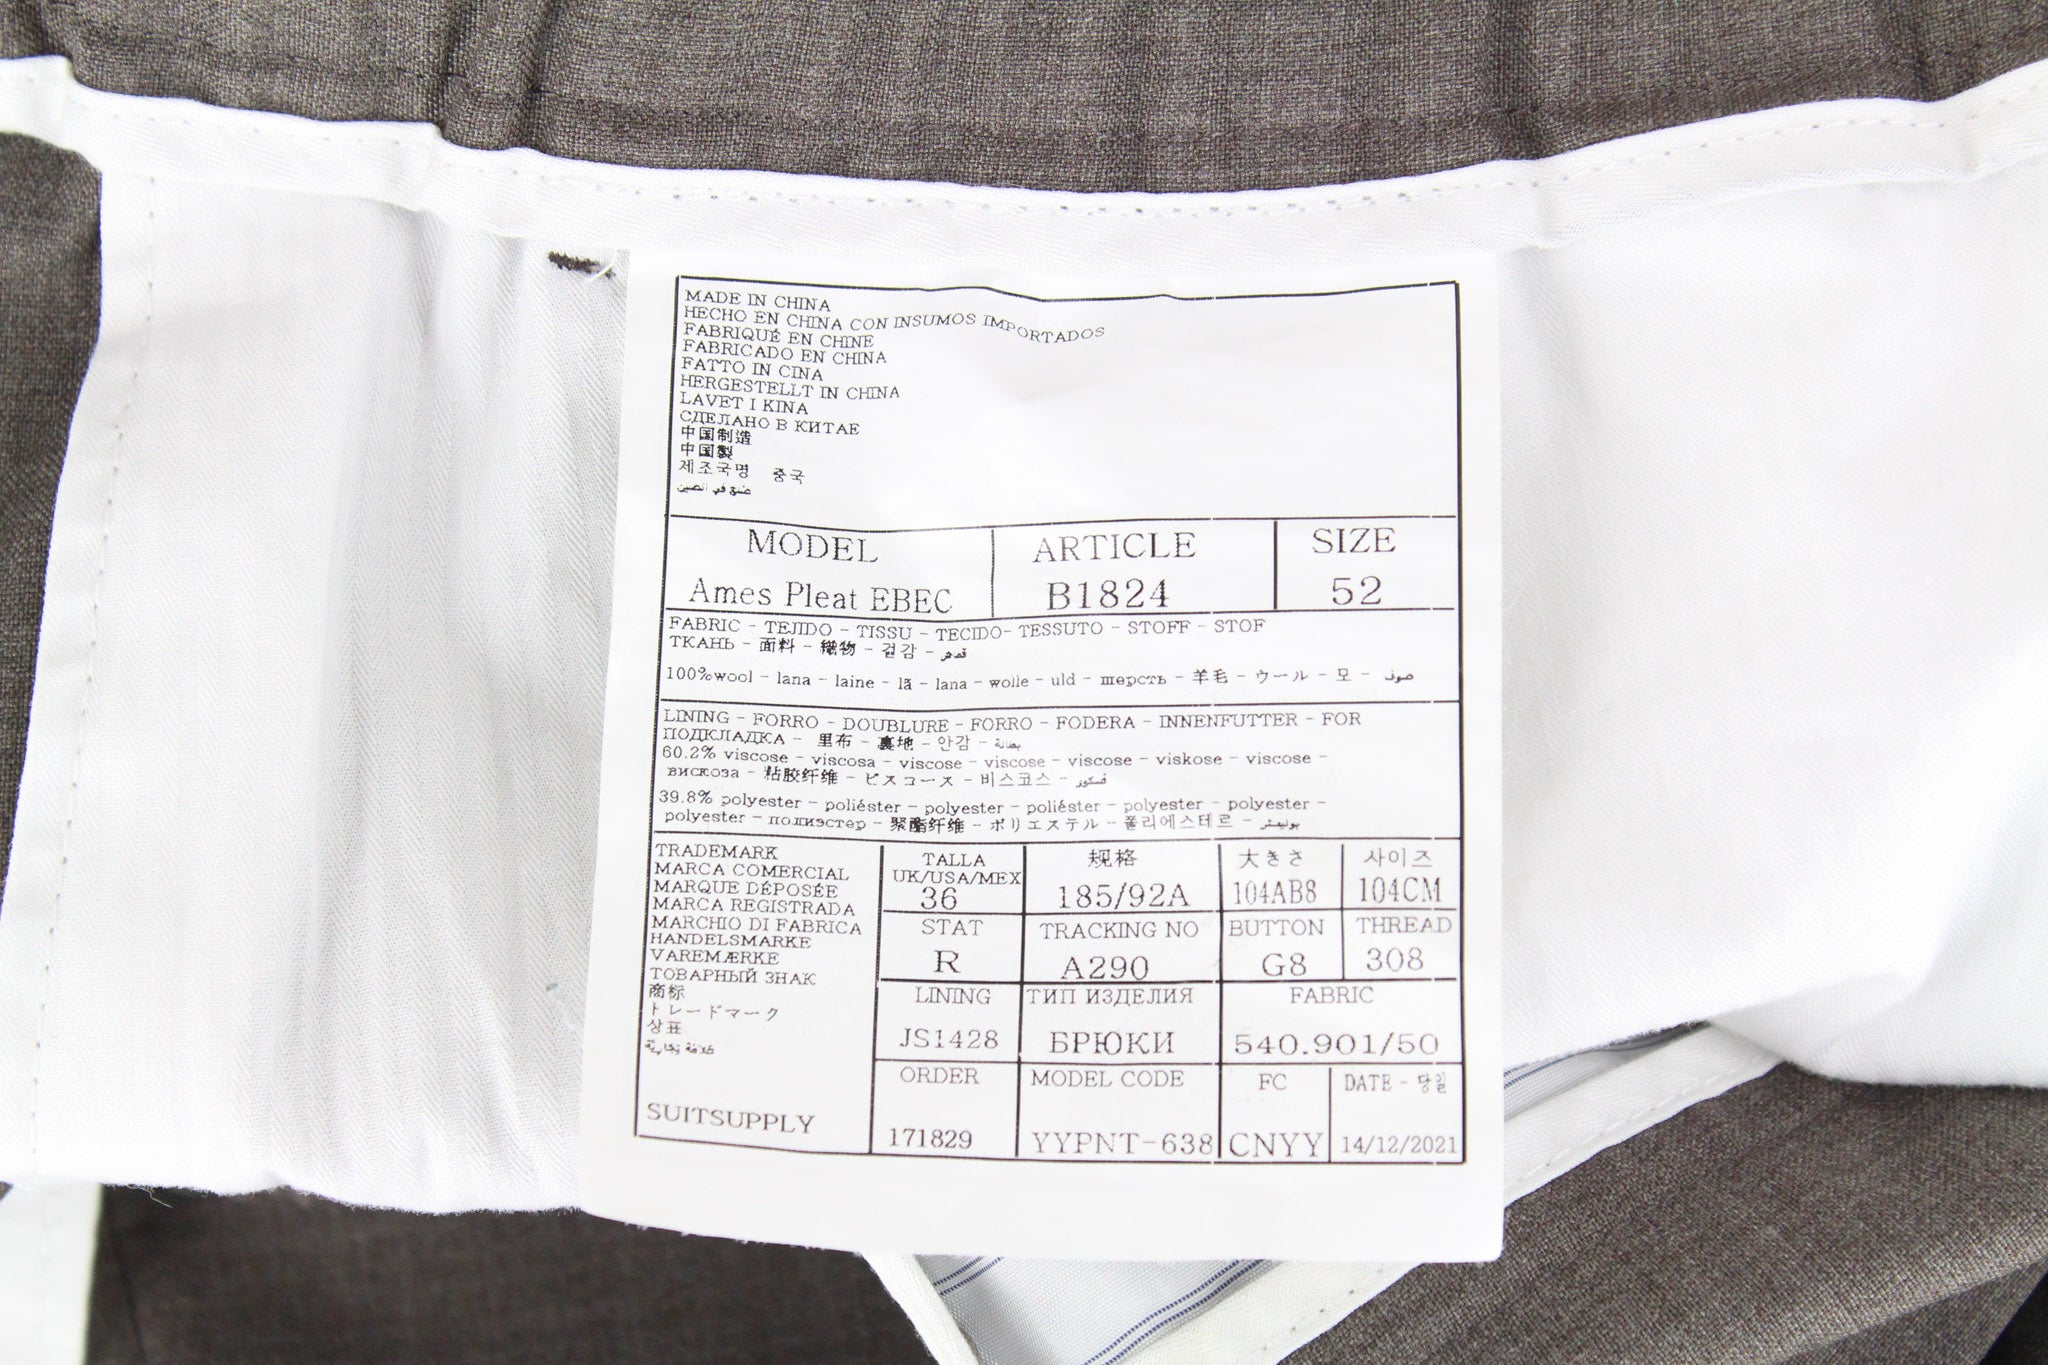 MADE IN CHINA
HECHO EN CHINA CON INSUMOS IMPORTADOS
FABRIQUÉ EN CHINE
FABRICADO EN CHINA
FATTO IN CINA
HERGESTELLT IN CHINA
LAVET I KINA
СДЕЛАНО В КИТАЕ
中国制造
中国製
제조국명 중국
صنع في الصين
MODEL ARTICLE SIZE
Ames Pleat EBEC B1824 52
FABRIC - TEJIDO - TISSU - TECIDO- TESSUTO - STOFF - STOF
ТКАНЬ - 面料 - 織物 - 겉감 - قماش
100%wool - lana - laine - lã - lana - wolle - uld - шерсть - 羊毛 - ウール - 모 - صوف
LINING - FORRO - DOUBLURE - FORRO - FODERA - INNENFUTTER - FOR
ПОДКЛАДКА - 里布 - 裏地 - 안감 - بطانة
60.2% viscose - viscosa - viscose - viscose - viscose - viskose - viscose -
вискоза - 粘胶纤维 - ビスコース - 비스코스 - فسكوز
39.8% polyester - poliéster - polyester - poliéster - polyester - polyester -
polyester - полиэстер - 聚酯纤维 - ポリエステル - 폴리에스테르 -
TRADEMARK
MARCA COMERCIAL
MARQUE DÉPOSÉE
MARCA REGISTRADA
MARCHIO DI FABRICA
HANDELSMARKE
VAREMÆRKE
ТОВАРНЫЙ ЗНАК
商标
トレードマーク
상표
علامة تجارية
SUITSUPPLY
TALLA 规格 大きさ 사이즈
UK/USA/MEX
36 185/92A 104AB8 104CM
STAT TRACKING NO BUTTON THREAD
R A290 G8 308
LINING ТИП ИЗДЕЛИЯ FABRIC
JS1428 БРЮКИ 540.901/50
ORDER MODEL CODE FC DATE - 당일
171829 YYPNT-638 CNYY 14/12/2021